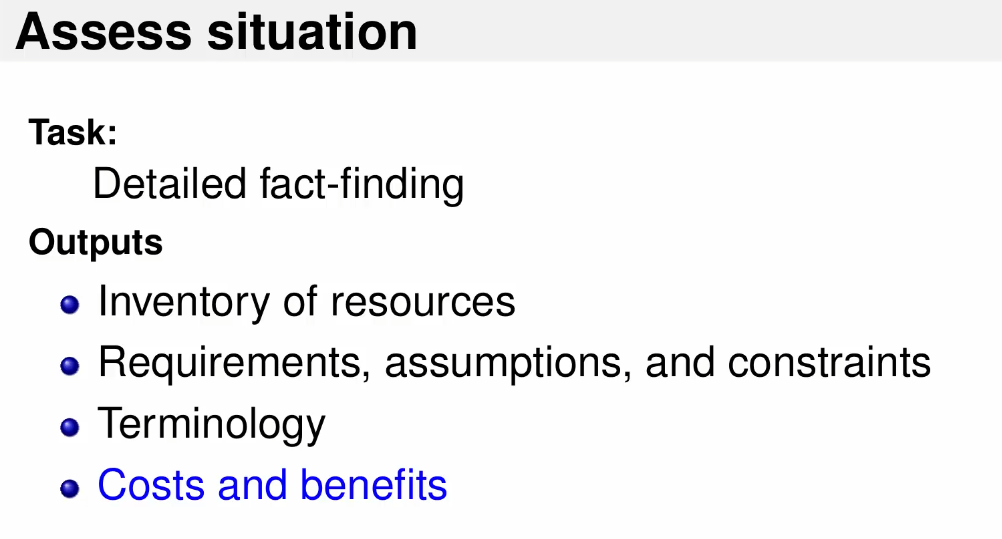 Assess situation
Task:
Detailed fact-finding
Outputs
Inventory of resources
Requirements, assumptions, and constraints
Terminology
Costs and benefits